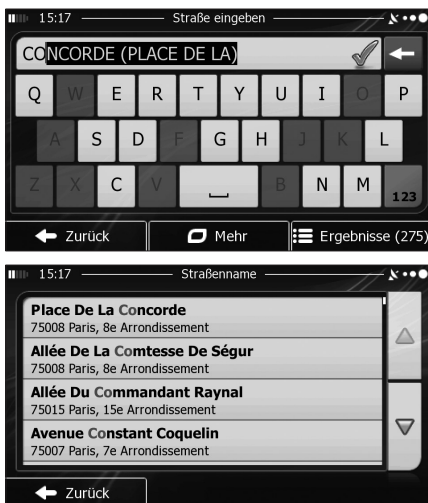 15:17 Straße eingeben
CONCORDE (PLACE DE LA)
Q W E R T Y U I O P
A S D F G H J K L
Z X C V B N M 123
Zurück Mehr Ergebnisse (275)
15:17 Straßenname
Place De La Concorde
75008 Paris, 8e Arrondissement
Allée De La Comtesse De Ségur
75008 Paris, 8e Arrondissement
Allée Du Commandant Raynal
75015 Paris, 15e Arrondissement
Avenue Constant Coquelin
75007 Paris, 7e Arrondissement
Zurück